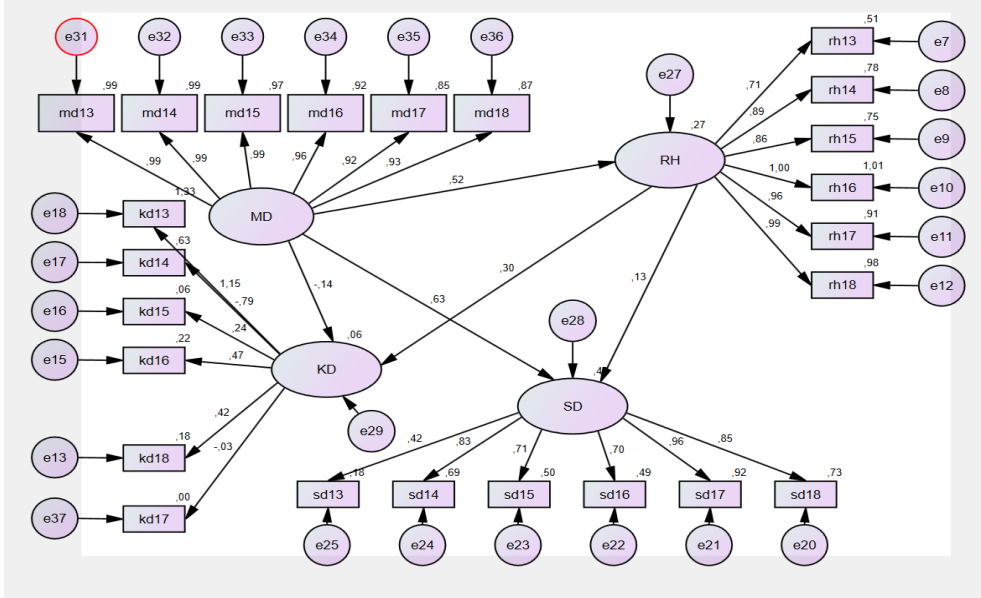 e31 e32 e33 e34 e35 e36
,99 ,99 ,97 ,92 ,85 ,87
md13 md14 md15 md16 md17 md18
,99 ,99 ,99 ,96 ,92 ,93
MD
,52
e27
,27
RH
,71 ,51 rh13 e7
,89 ,78 rh14 e8
,86 ,75 rh15 e9
1,00 1,01 rh16 e10
,96 ,91 rh17 e11
,99 ,98 rh18 e12
1,33
e18 kd13
,63
e17 kd14 1,15
-,79
,06
e16 kd15 ,24
,22
e15 kd16 ,47
-,14 ,63 ,30 ,13
,06
KD
e29
e28
SD
,42
,18
e13 kd18
-,03
,00
e37 kd17
,42 ,83 ,71 ,70 ,96 ,85
,18 ,69 ,50 ,49 ,92 ,73
sd13 sd14 sd15 sd16 sd17 sd18
e25 e24 e23 e22 e21 e20